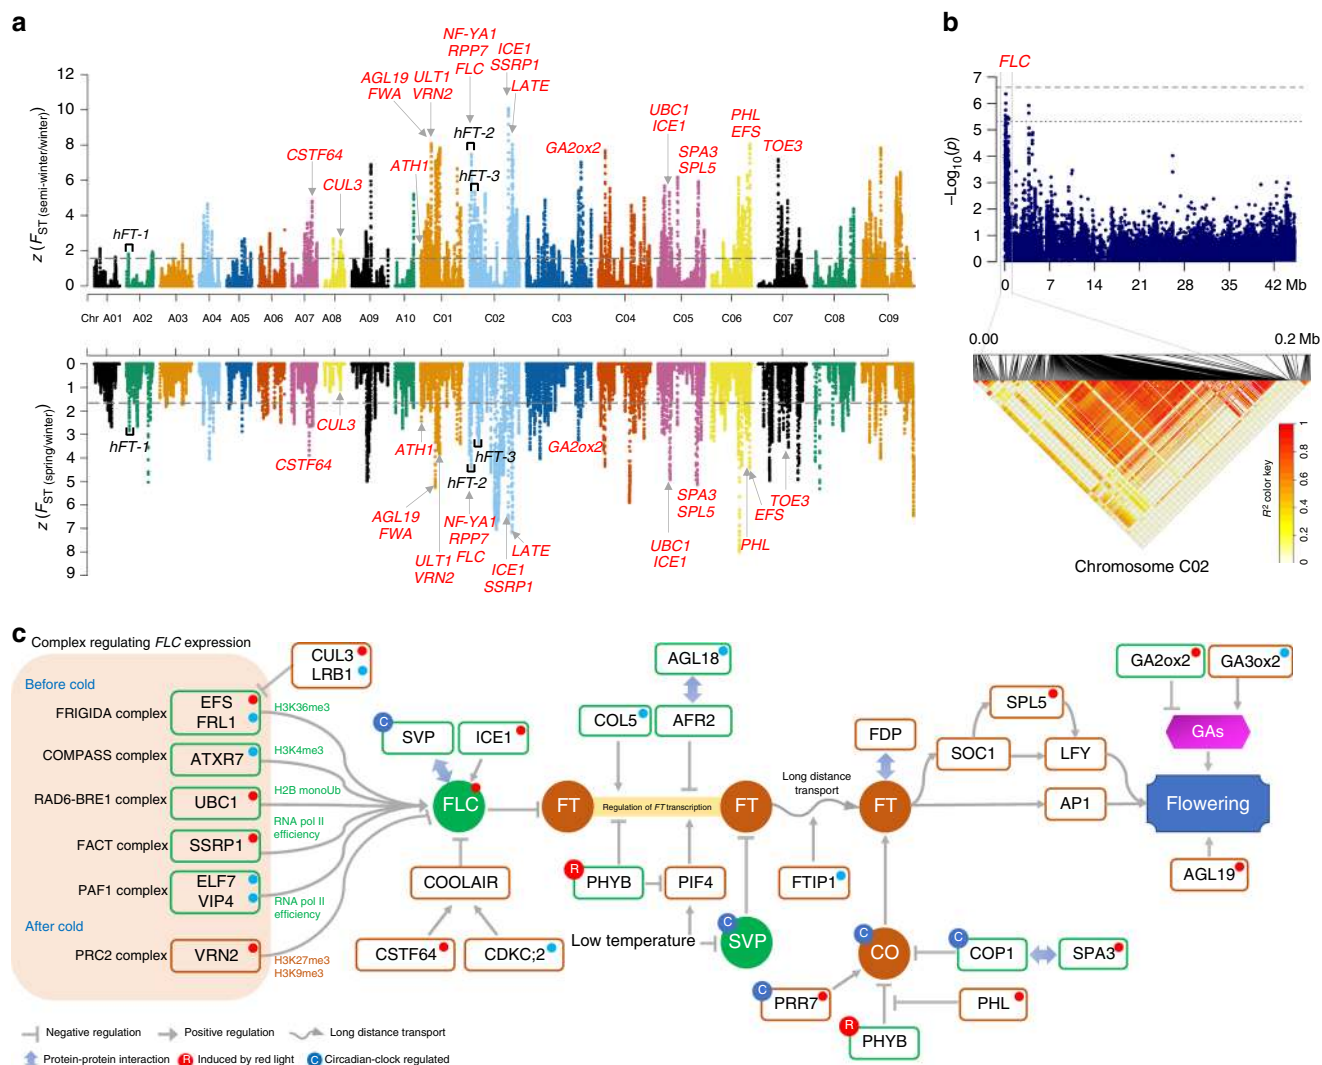 a
NF-YA1
RPP7
FLC
ICE1
SSRP1
LATE
AGL19
FWA
ULT1
VRN2
hFT-2
hFT-3
CSTF64
CUL3
ATH1
hFT-1
GA2ox2
UBC1
ICE1
SPA3
SPL5
PHL
EFS
TOE3
12
10
8
6
4
2
0
z (FST (semi-winter/winter))
Chr A01 A02 A03 A04 A05 A06 A07 A08 A09 A10 C01 C02 C03 C04 C05 C06 C07 C08 C09
0
1
2
3
4
5
6
7
8
9
z (FST (spring/winter))
hFT-1
CSTF64
CUL3
ATH1
AGL19
FWA
ULT1
VRN2
hFT-3
hFT-2
NF-YA1
RPP7
FLC
ICE1
SSRP1
LATE
GA2ox2
UBC1
ICE1
SPA3
SPL5
PHL
EFS
TOE3
b
FLC
7
6
5
4
3
2
1
0
–Log10(p)
0 7 14 21 28 35 42 Mb
0.00 0.2 Mb
R2 color key
1
0.8
0.6
0.4
0.2
0
Chromosome C02
c
Complex regulating FLC expression
Before cold
FRIGIDA complex
EFS
FRL1
H3K36me3
COMPASS complex
ATXR7
H3K4me3
RAD6-BRE1 complex
UBC1
H2B monoUb
FACT complex
SSRP1
RNA pol II
efficiency
PAF1 complex
ELF7
VIP4
RNA pol II
efficiency
After cold
PRC2 complex
VRN2
H3K27me3
H3K9me3
CUL3
LRB1
C
SVP
ICE1
FLC
COOLAIR
CSTF64
CDKC;2
AGL18
COL5
AFR2
FT
Regulation of FT transcription
FT
R
PHYB
PIF4
Low temperature
C
SVP
Long distance
transport
FTIP1
FDP
FT
C
CO
C
PRR7
R
PHYB
C
COP1
SPA3
PHL
SPL5
SOC1
LFY
AP1
GA2ox2
GA3ox2
GAs
Flowering
AGL19
Negative regulation
Positive regulation
Long distance transport
Protein-protein interaction
R Induced by red light
C Circadian-clock regulated